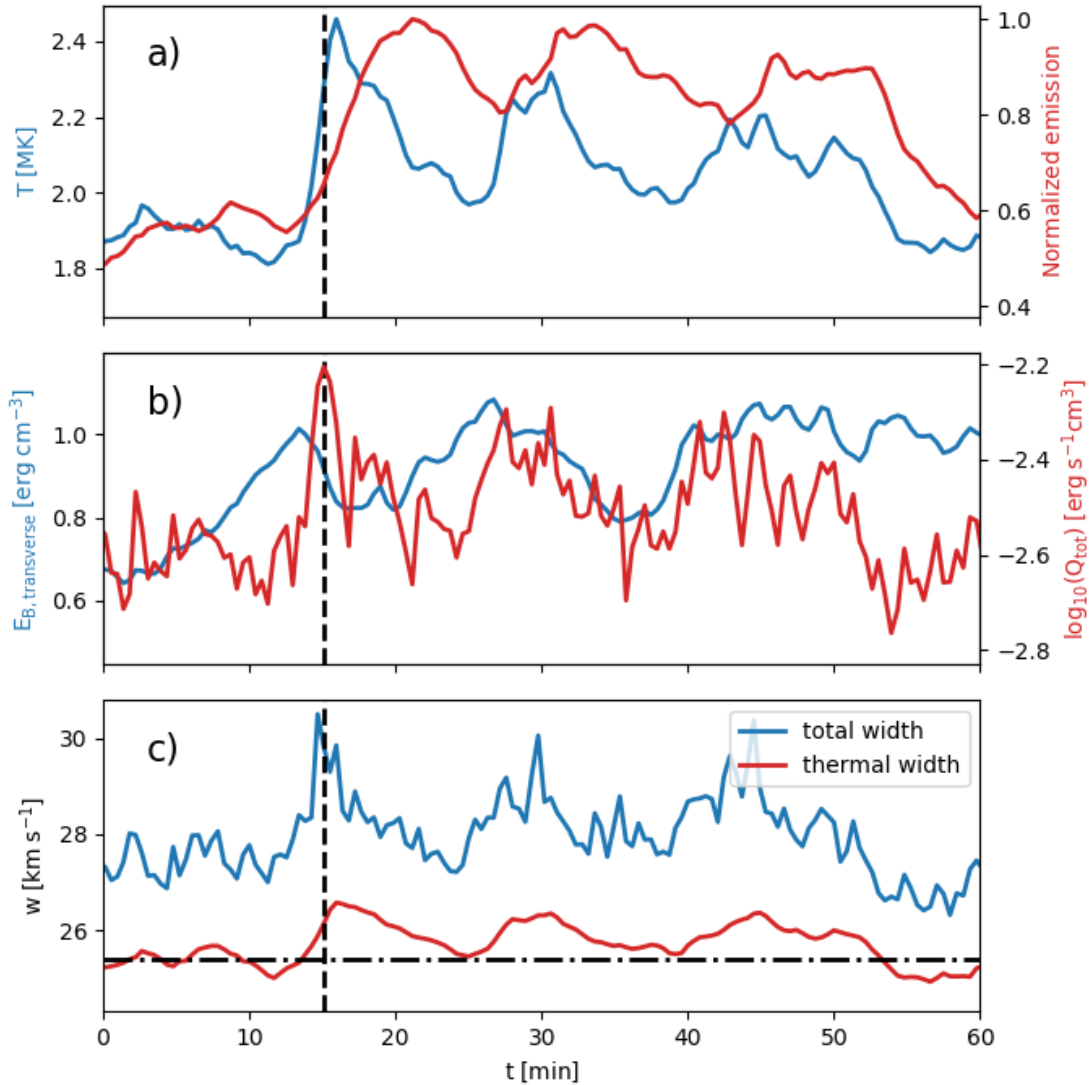 a)
T [MK]
2.4
2.2
2.0
1.8
1.0
0.8
0.6
0.4
Normalized emission
b)
E_B,transverse [erg cm⁻³]
1.0
0.8
0.6
−2.2
−2.4
−2.6
−2.8
log₁₀(Q_tot) [erg s⁻¹cm³]
c)
w [km s⁻¹]
30
28
26
total width
thermal width
0 10 20 30 40 50 60
t [min]